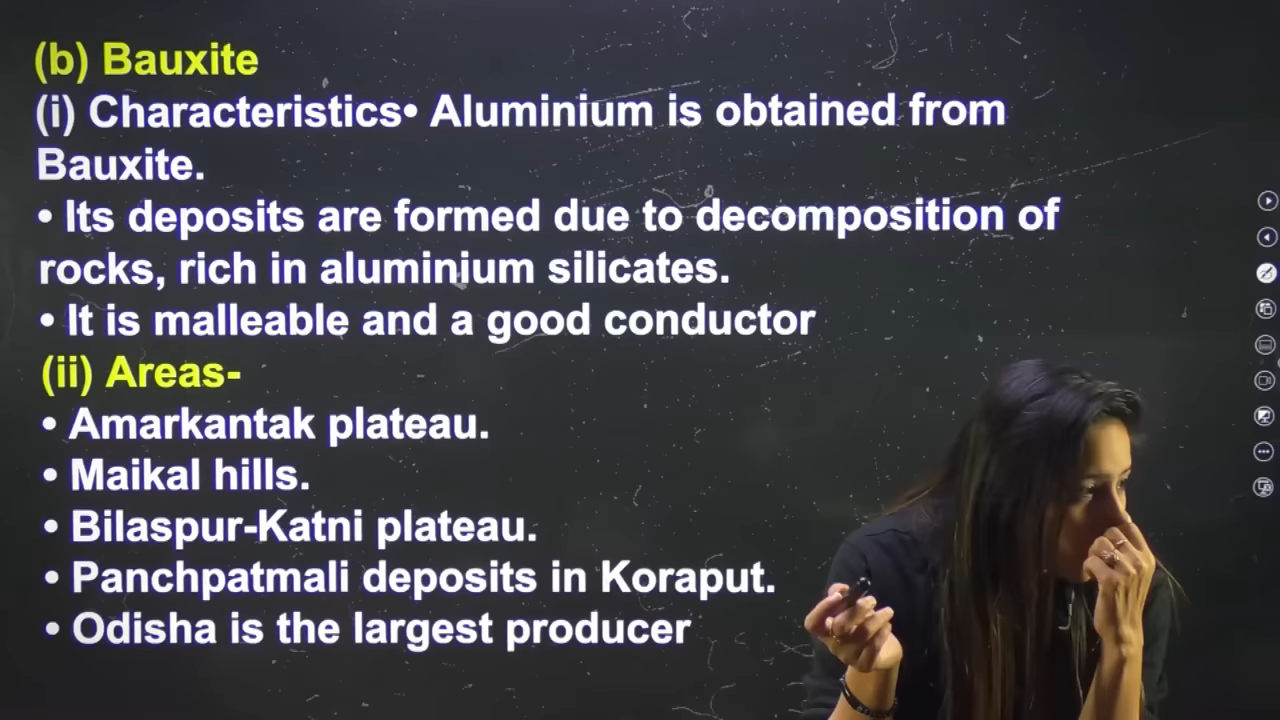 (b) Bauxite
(i) Characteristics• Aluminium is obtained from
Bauxite.
• Its deposits are formed due to decomposition of
rocks, rich in aluminium silicates.
• It is malleable and a good conductor
(ii) Areas-
• Amarkantak plateau.
• Maikal hills.
• Bilaspur-Katni plateau.
• Panchpatmali deposits in Koraput.
• Odisha is the largest producer